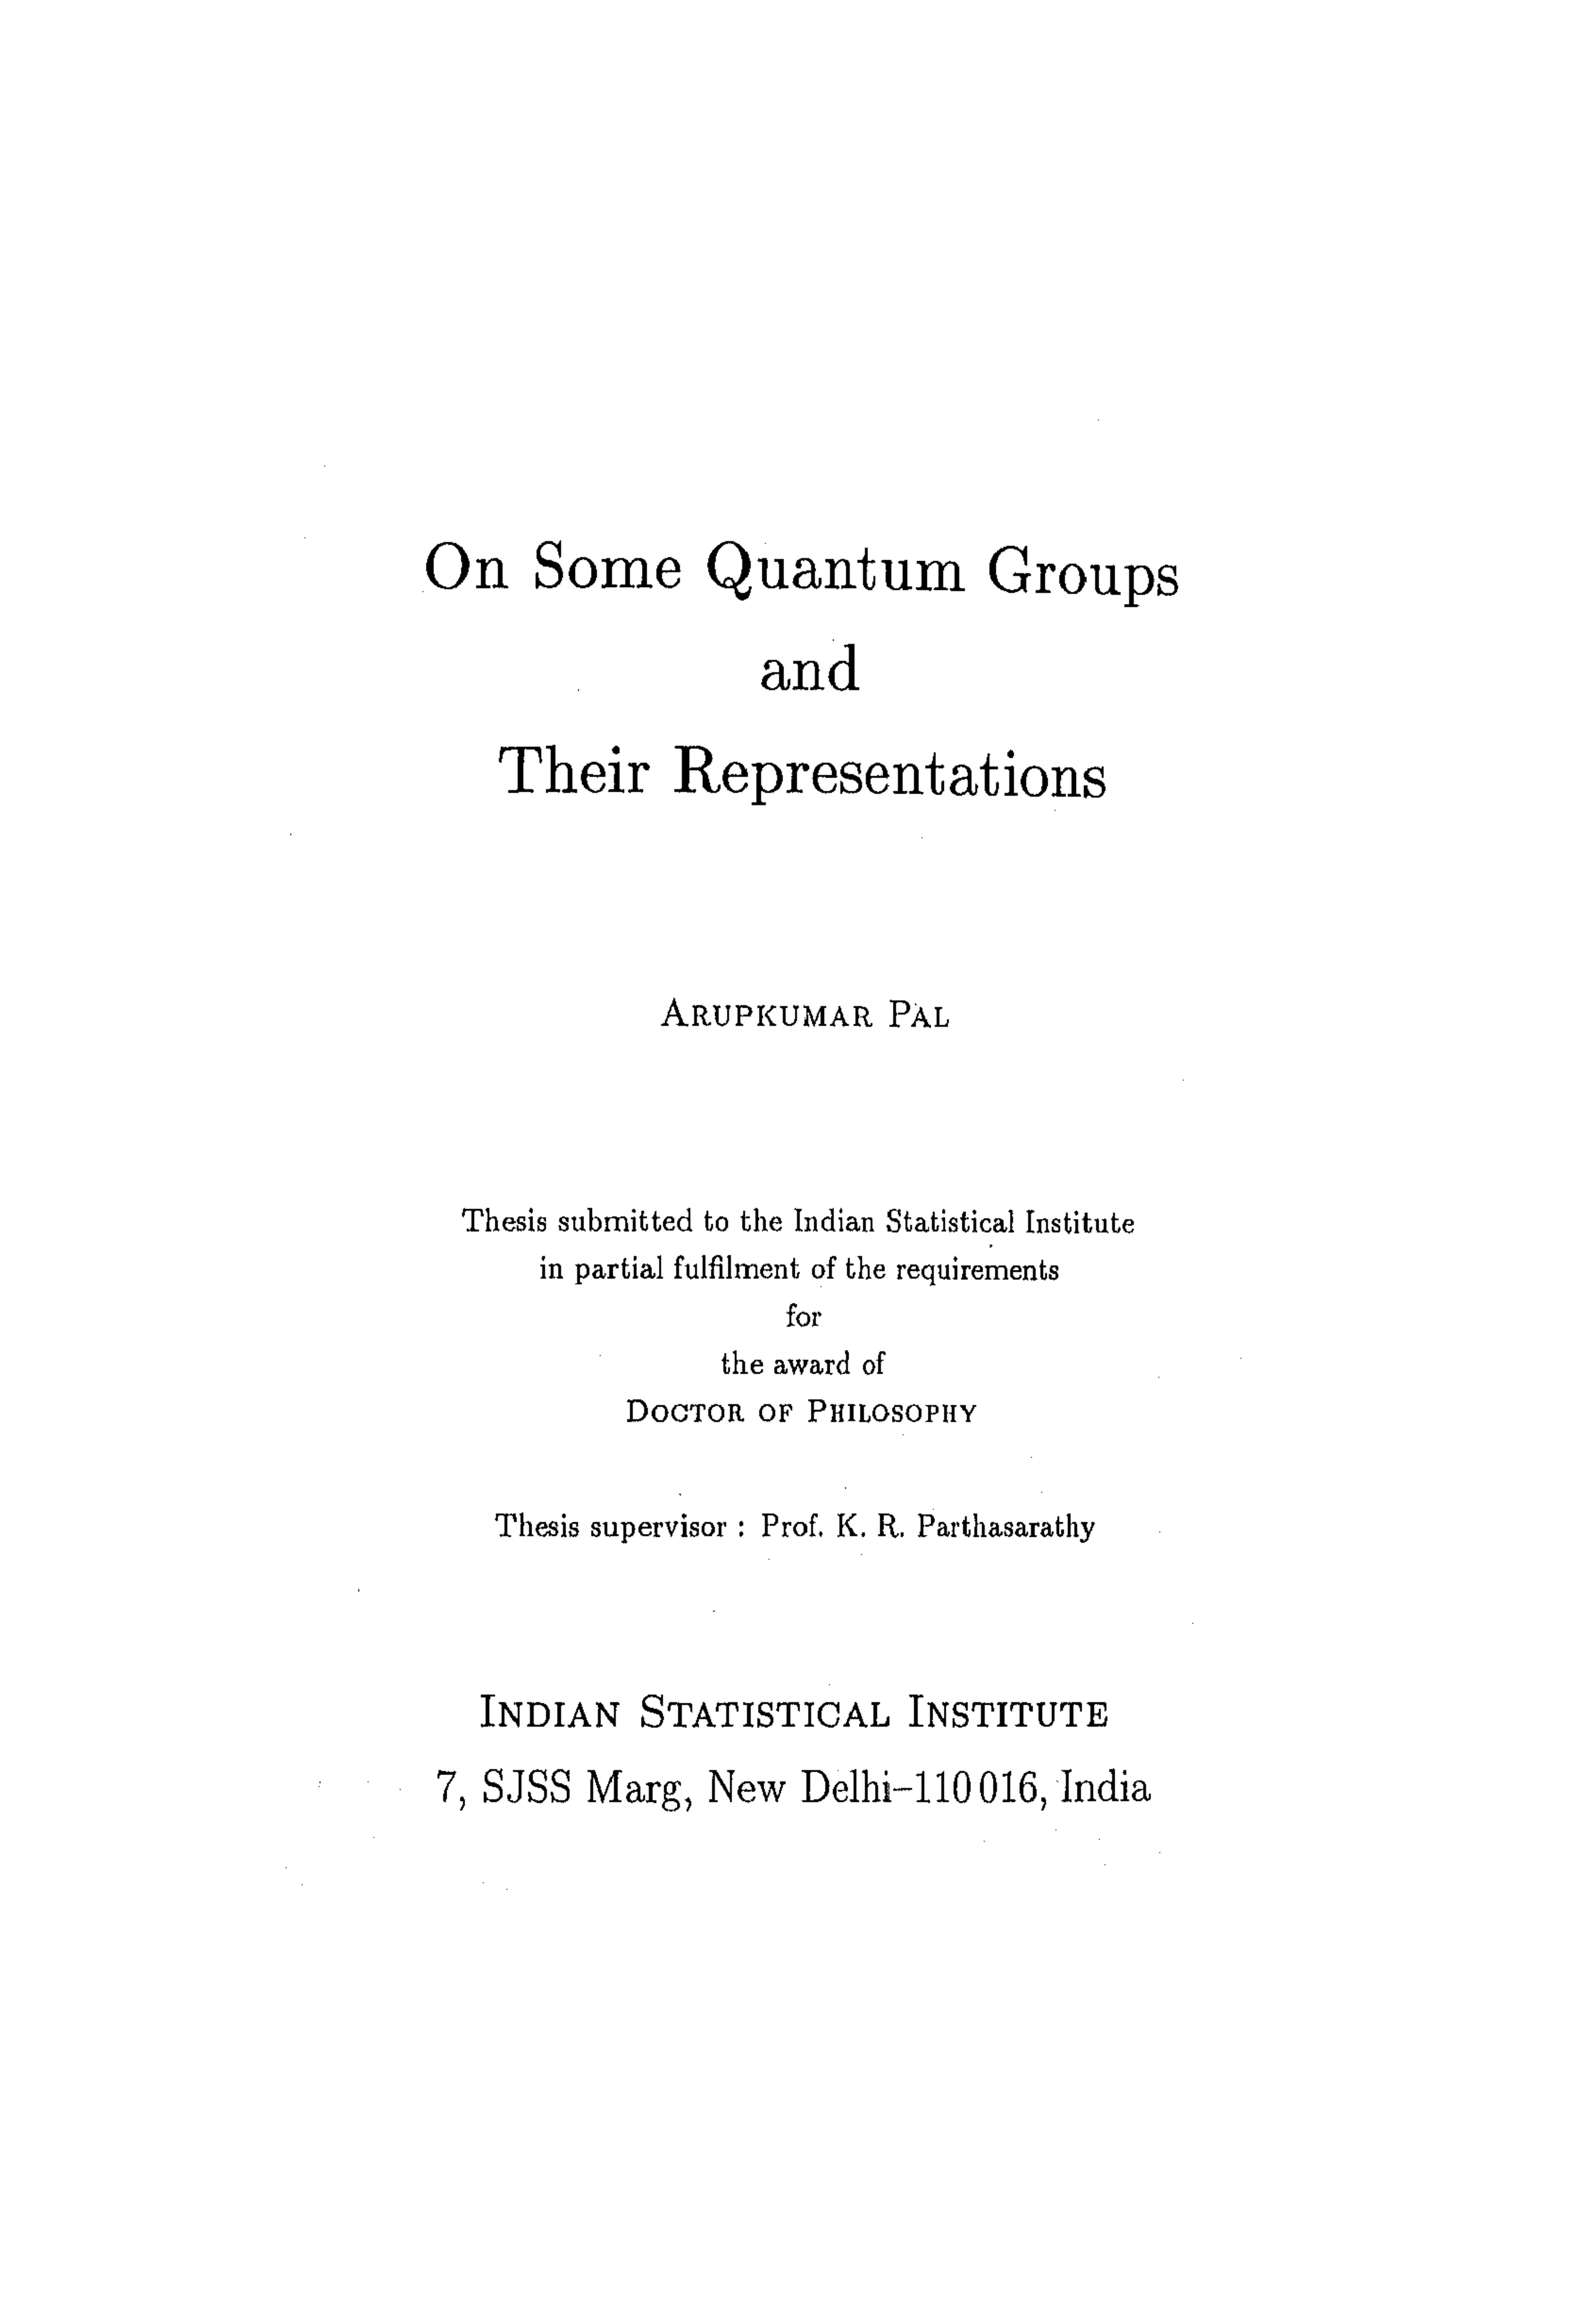 On Some Quantum Groups
and
Their Representations
ARUPKUMAR PAL
Thesis submitted to the Indian Statistical Institute
in partial fulfilment of the requirements
for
the award of
DOCTOR OF PHILOSOPHY
Thesis supervisor : Prof. K. R. Parthasarathy
INDIAN STATISTICAL INSTITUTE
7, SJSS Marg, New Delhi–110 016, India